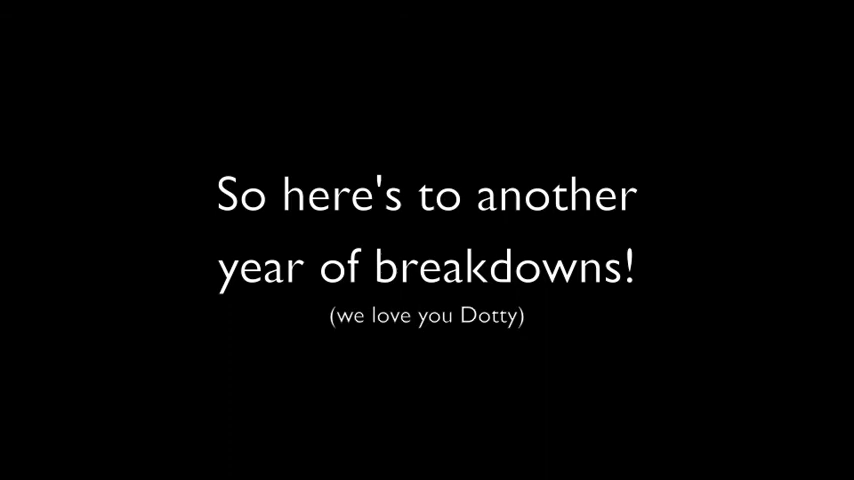 So here's to another
year of breakdowns!
(we love you Dotty)